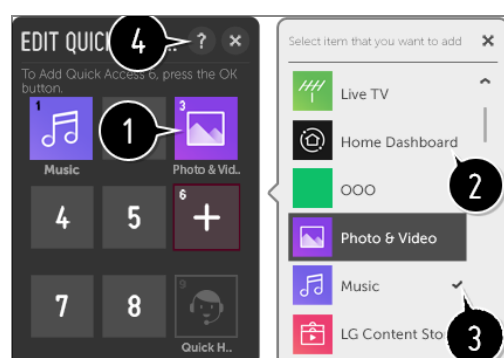 EDIT QUIC
4
?
To Add Quick Access 6, press the OK
button.
1
3
1
Music
Photo & Vid..
4
5
6
7
8
9
Quick H..
Select item that you want to add
Live TV
Home Dashboard
2
OOO
Photo & Video
Music
3
LG Content Sto